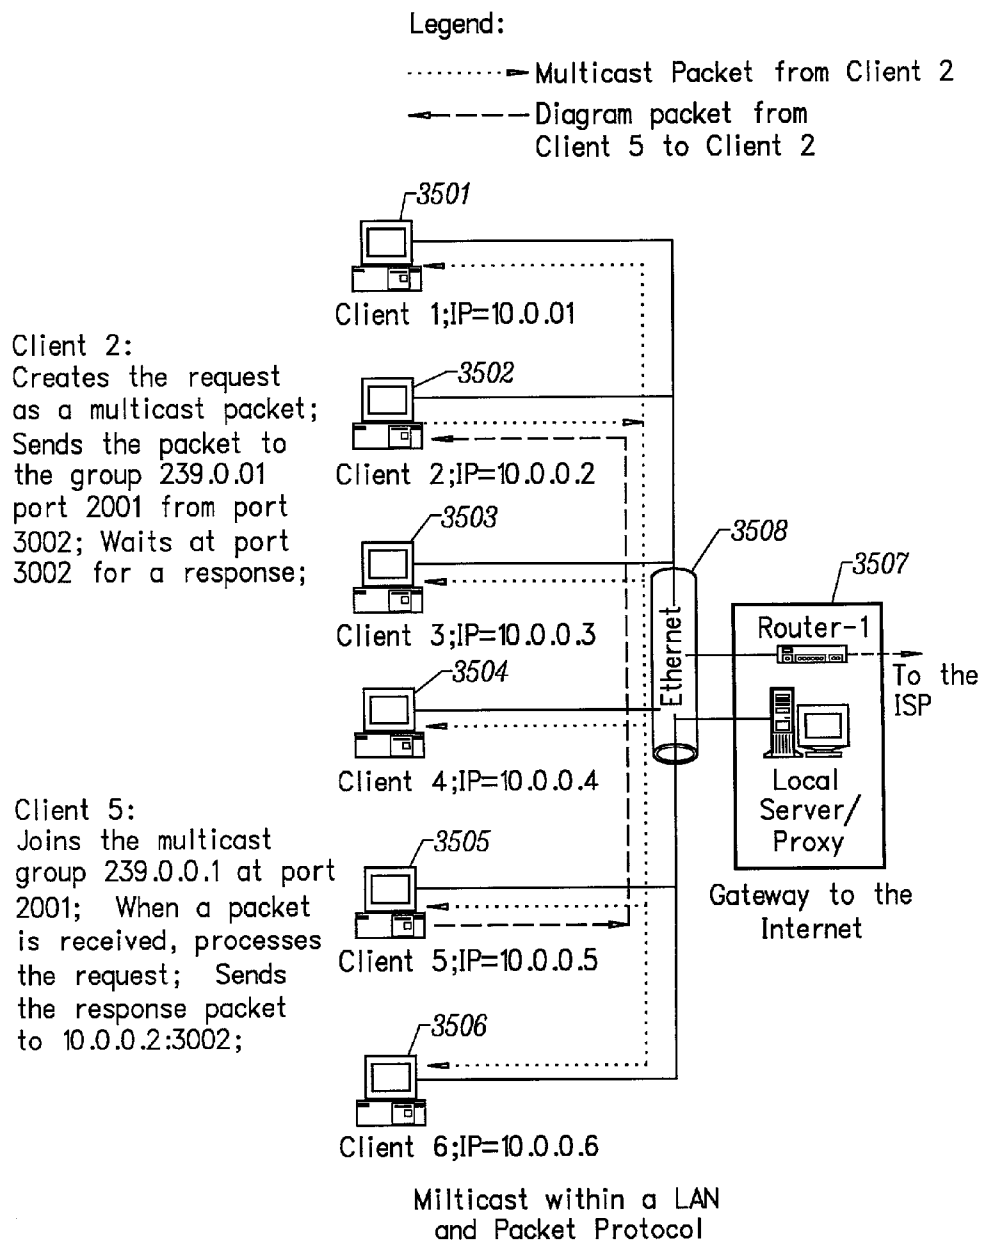 Legend:
Multicast Packet from Client 2
Diagram packet from
Client 5 to Client 2
3501
Client 1;IP=10.0.01
Client 2:
Creates the request
as a multicast packet;
Sends the packet to
the group 239.0.01
port 2001 from port
3002; Waits at port
3002 for a response;
3502
Client 2;IP=10.0.0.2
3503
Client 3;IP=10.0.0.3
3504
Client 4;IP=10.0.0.4
3508
Ethernet
3507
Router-1
To the
ISP
Local
Server/
Proxy
Gateway to the
Internet
Client 5:
Joins the multicast
group 239.0.0.1 at port
2001; When a packet
is received, processes
the request; Sends
the response packet
to 10.0.0.2:3002;
3505
Client 5;IP=10.0.0.5
3506
Client 6;IP=10.0.0.6
Milticast within a LAN
and Packet Protocol